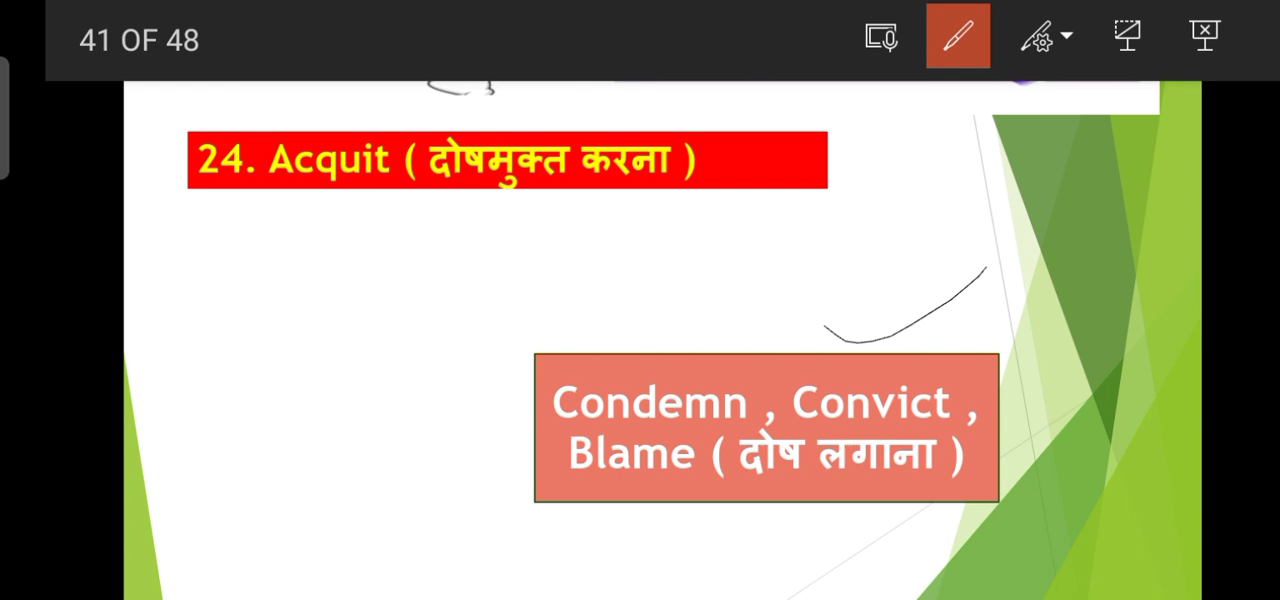 41 OF 48
24. Acquit ( दोषमुक्त करना )
Condemn , Convict ,
Blame ( दोष लगाना )